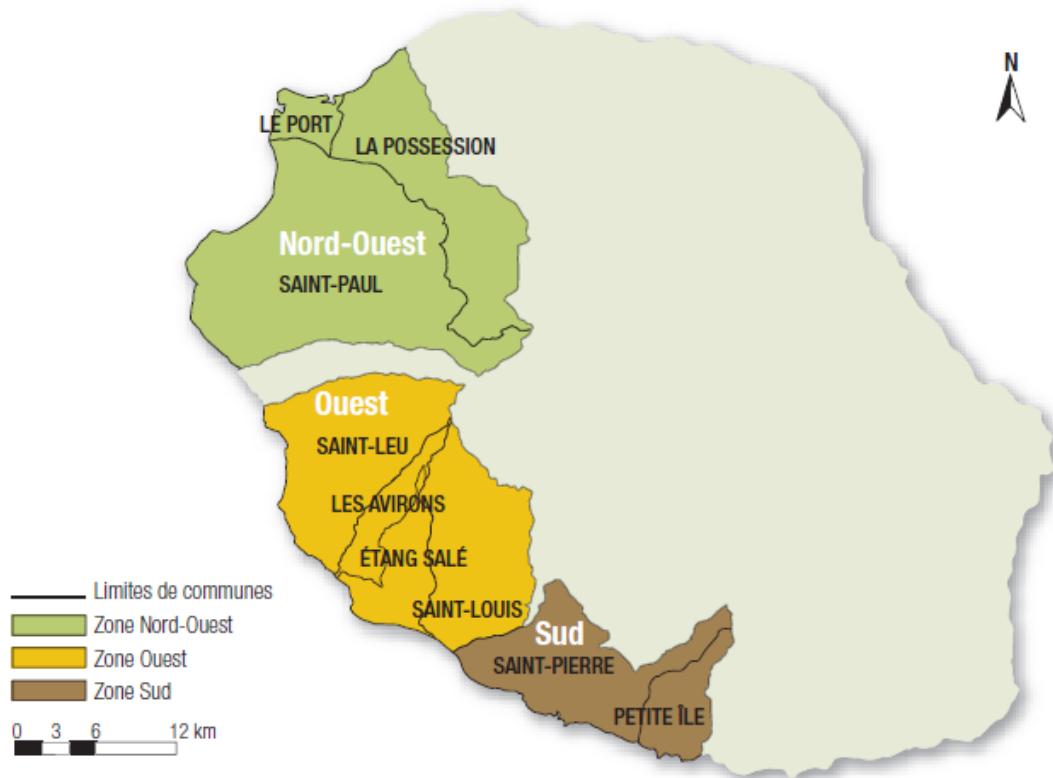 N
LE PORT
LA POSSESSION
Nord-Ouest
SAINT-PAUL
Ouest
SAINT-LEU
LES AVIRONS
ÉTANG SALÉ
SAINT-LOUIS
Sud
SAINT-PIERRE
PETITE ÎLE
Limites de communes
Zone Nord-Ouest
Zone Ouest
Zone Sud
0 3 6 12 km